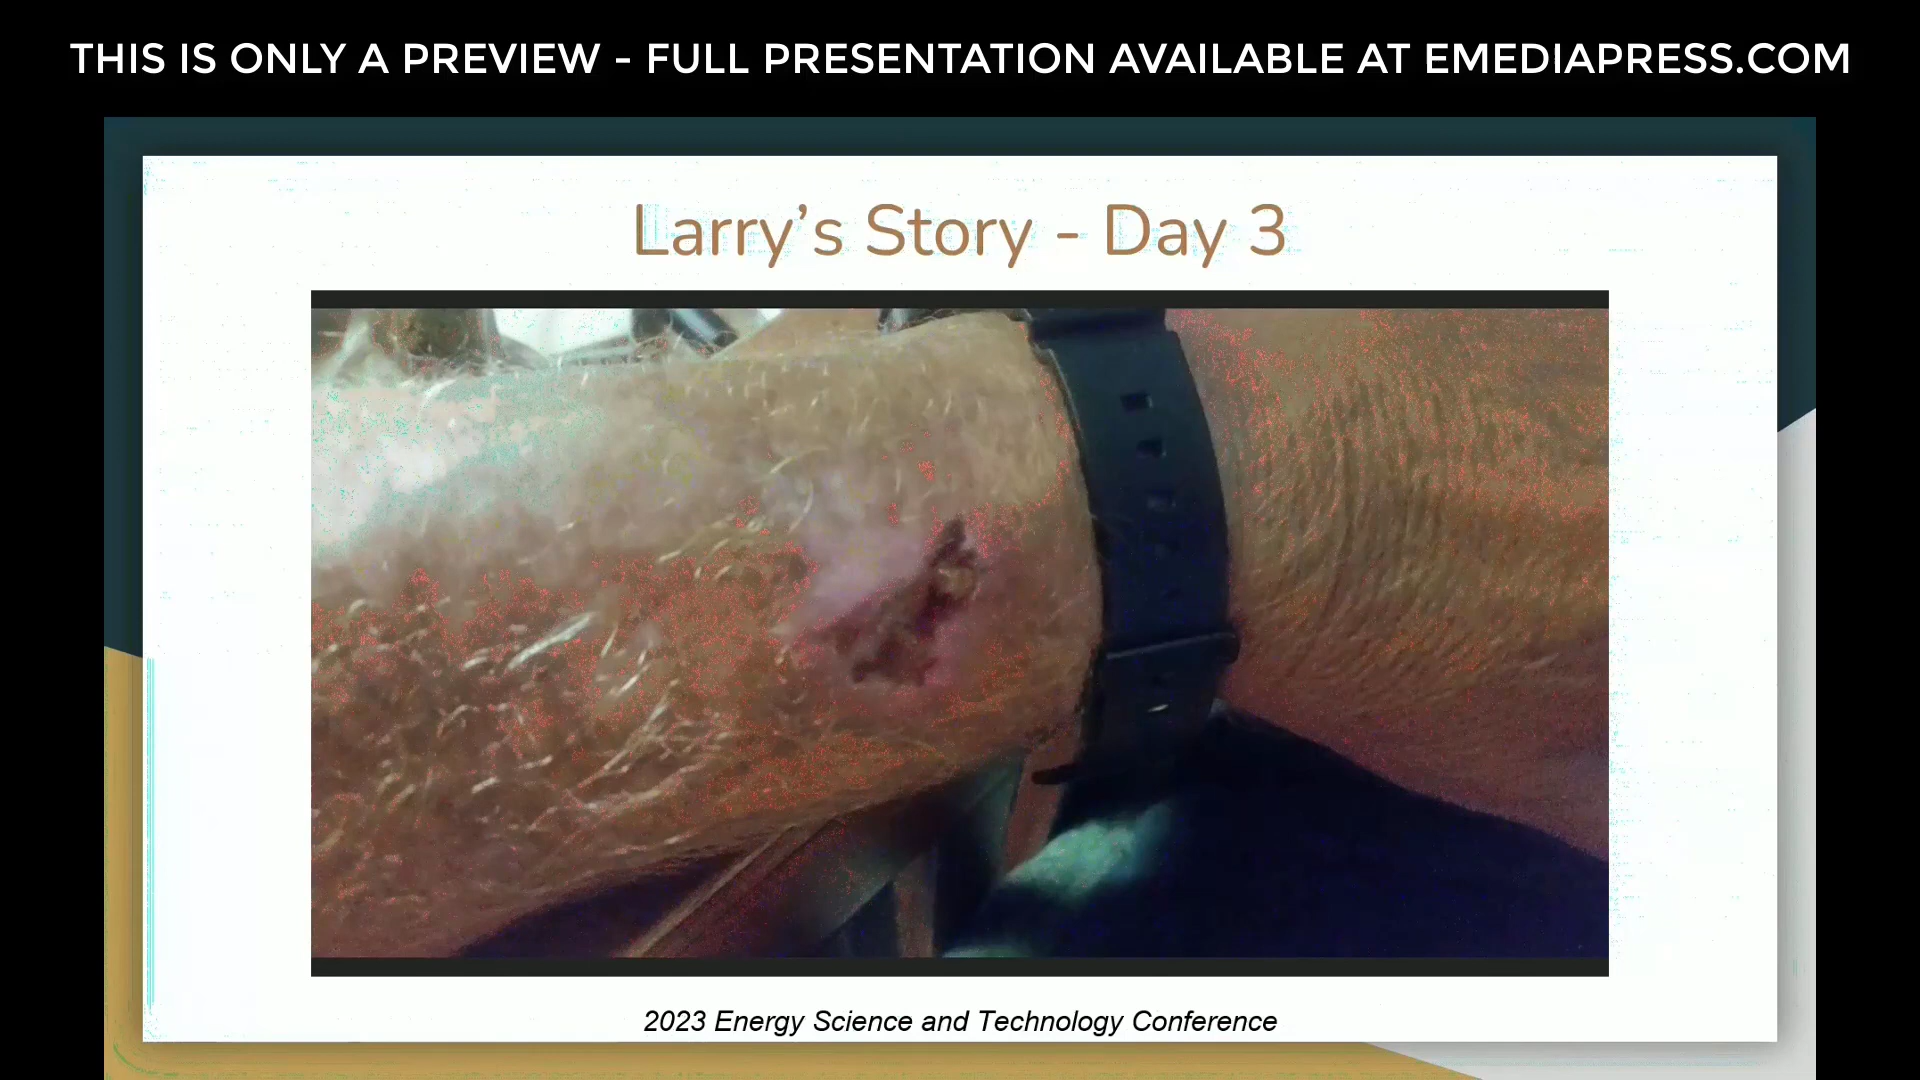 THIS IS ONLY A PREVIEW - FULL PRESENTATION AVAILABLE AT EMEDIAPRESS.COM
Larry's Story - Day 3
2023 Energy Science and Technology Conference